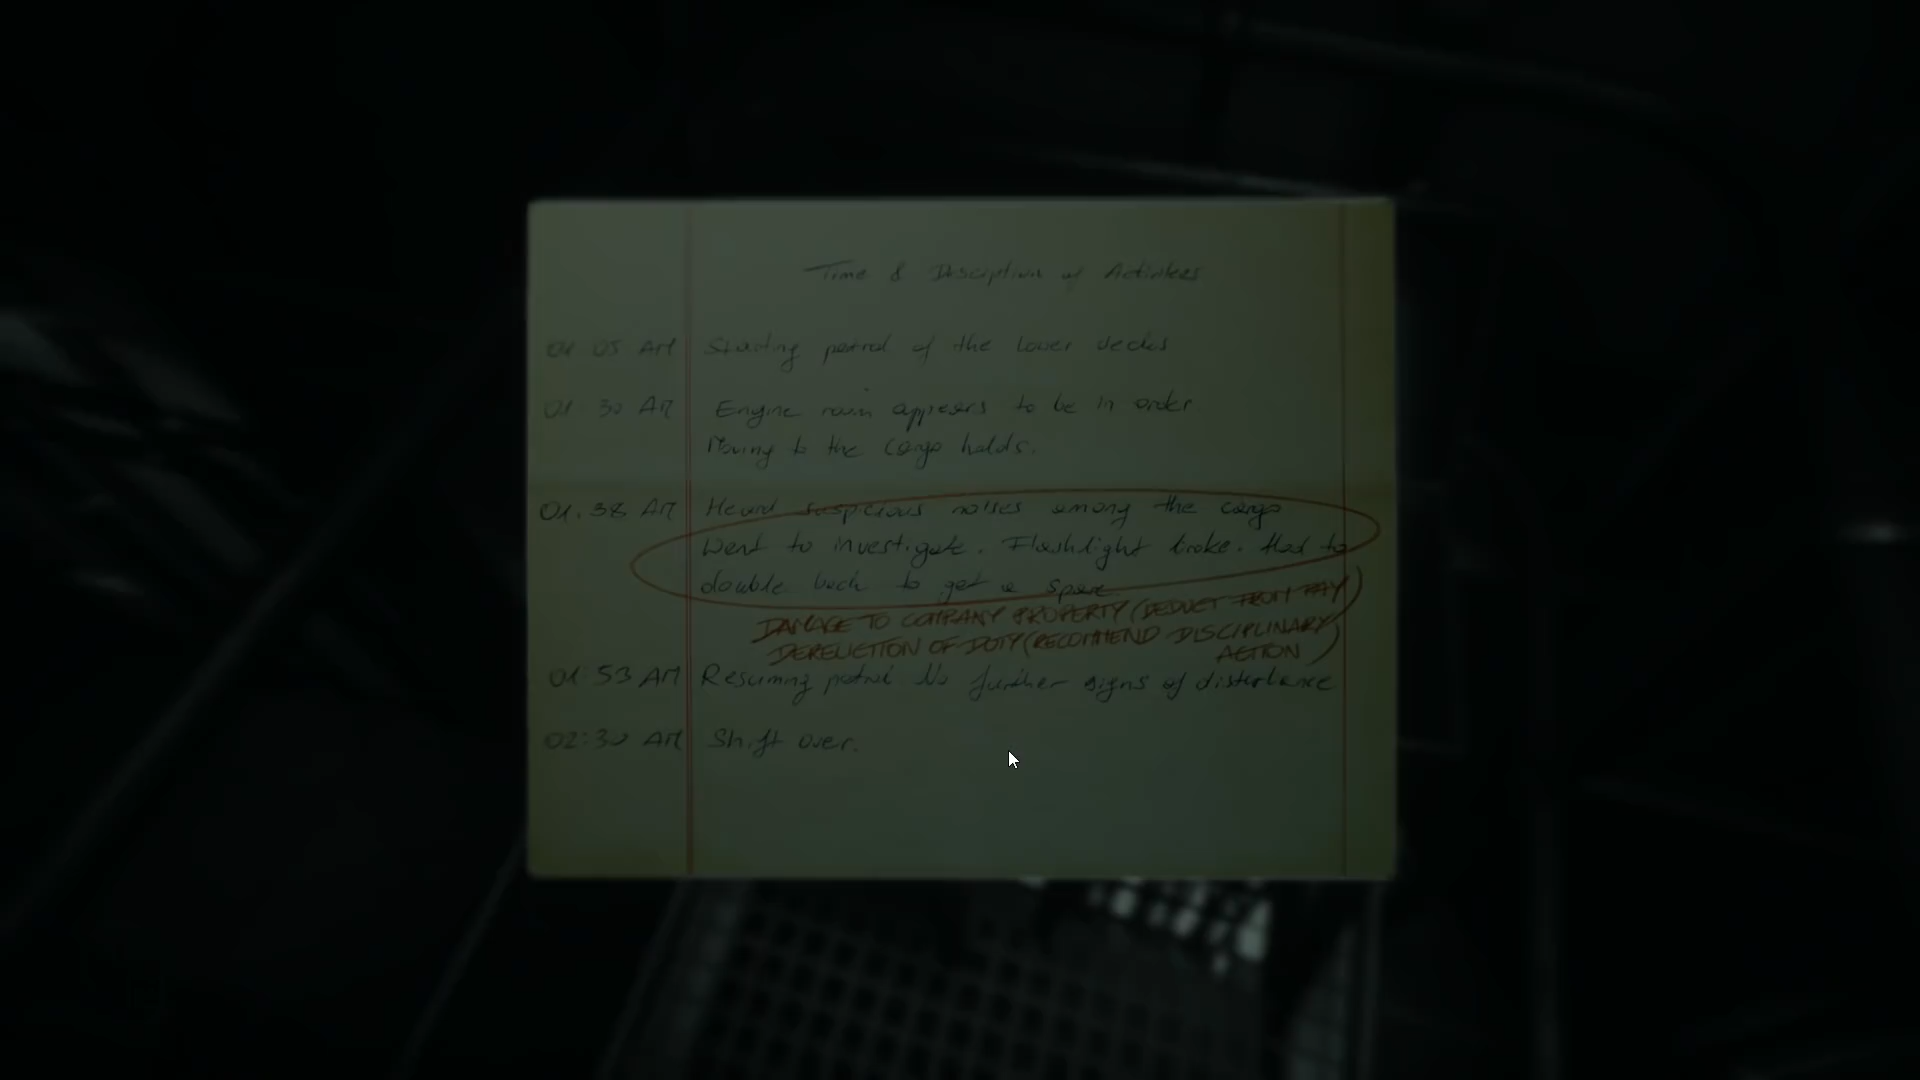 Time & Description of Activities
01:05 AM Starting patrol of the lower decks
01:30 AM Engine room appears to be in order.
Moving to the cargo holds.
01:38 AM Heard suspicious noises among the cargo
Went to investigate. Flashlight broke. Had to
double back to get a spare.
DAMAGE TO COMPANY PROPERTY (DEDUCT FROM PAY)
DERELICTION OF DUTY (RECOMMEND DISCIPLINARY
ACTION)
01:53 AM Resuming patrol. No further signs of disturbance
02:30 AM Shift over.